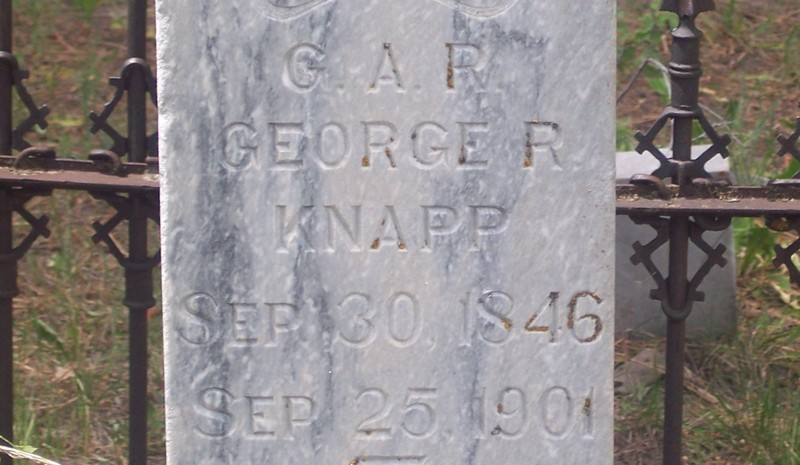 G. A. R.
GEORGE R
KNAPP
SEP. 30, 1846
SEP. 25, 1901